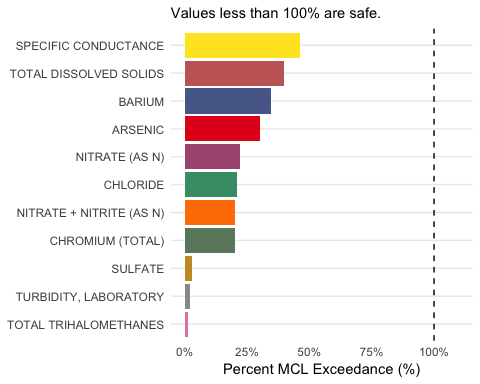 Values less than 100% are safe.
SPECIFIC CONDUCTANCE
TOTAL DISSOLVED SOLIDS
BARIUM
ARSENIC
NITRATE (AS N)
CHLORIDE
NITRATE + NITRITE (AS N)
CHROMIUM (TOTAL)
SULFATE
TURBIDITY, LABORATORY
TOTAL TRIHALOMETHANES
0% 25% 50% 75% 100%
Percent MCL Exceedance (%)